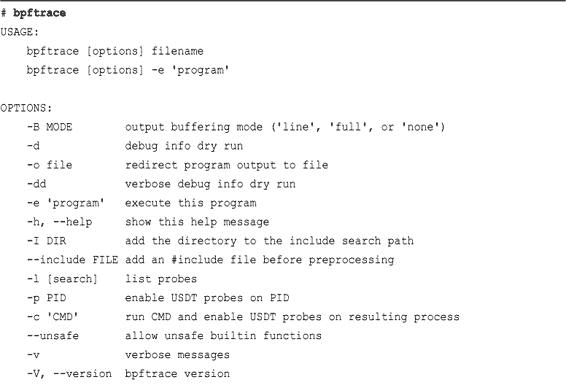 # bpftrace
USAGE:
    bpftrace [options] filename
    bpftrace [options] -e 'program'

OPTIONS:
    -B MODE        output buffering mode ('line', 'full', or 'none')
    -d             debug info dry run
    -o file        redirect program output to file
    -dd            verbose debug info dry run
    -e 'program'   execute this program
    -h, --help     show this help message
    -I DIR         add the directory to the include search path
    --include FILE add an #include file before preprocessing
    -l [search]    list probes
    -p PID         enable USDT probes on PID
    -c 'CMD'       run CMD and enable USDT probes on resulting process
    --unsafe       allow unsafe builtin functions
    -v             verbose messages
    -V, --version  bpftrace version